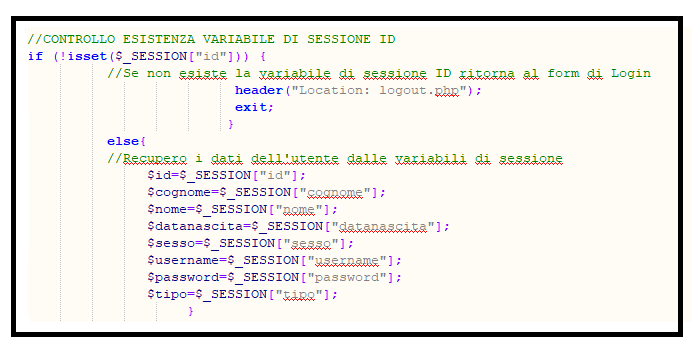 //CONTROLLO ESISTENZA VARIABILE DI SESSIONE ID
if (!isset($_SESSION["id"])) {
//Se non esiste la variabile di sessione ID ritorna al form di Login
header("Location: logout.php");
exit;
}
else{
//Recupero i dati dell'utente dalle variabili di sessione
$id=$_SESSION["id"];
$cognome=$_SESSION["cognome"];
$nome=$_SESSION["nome"];
$datanascita=$_SESSION["datanascita"];
$sesso=$_SESSION["sesso"];
$username=$_SESSION["username"];
$password=$_SESSION["password"];
$tipo=$_SESSION["tipo"];
}